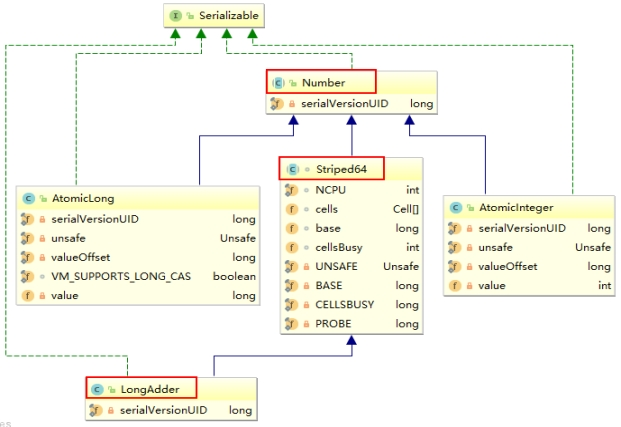 Serializable
Number
serialVersionUID long
Striped64
NCPU int
cells Cell[]
base long
cellsBusy int
UNSAFE Unsafe
BASE long
CELLSBUSY long
PROBE long
AtomicLong
serialVersionUID long
unsafe Unsafe
valueOffset long
VM_SUPPORTS_LONG_CAS boolean
value long
AtomicInteger
serialVersionUID long
unsafe Unsafe
valueOffset long
value int
LongAdder
serialVersionUID long